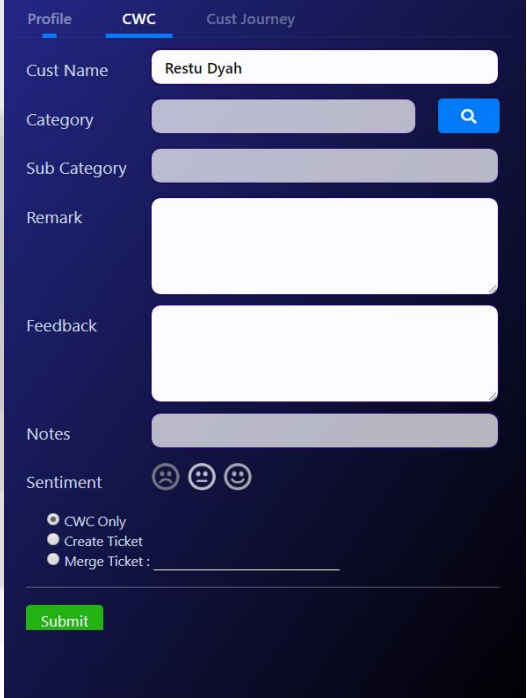 Profile CWC Cust Journey
Cust Name Restu Dyah
Category
Sub Category
Remark
Feedback
Notes
Sentiment
CWC Only
Create Ticket
Merge Ticket :
Submit